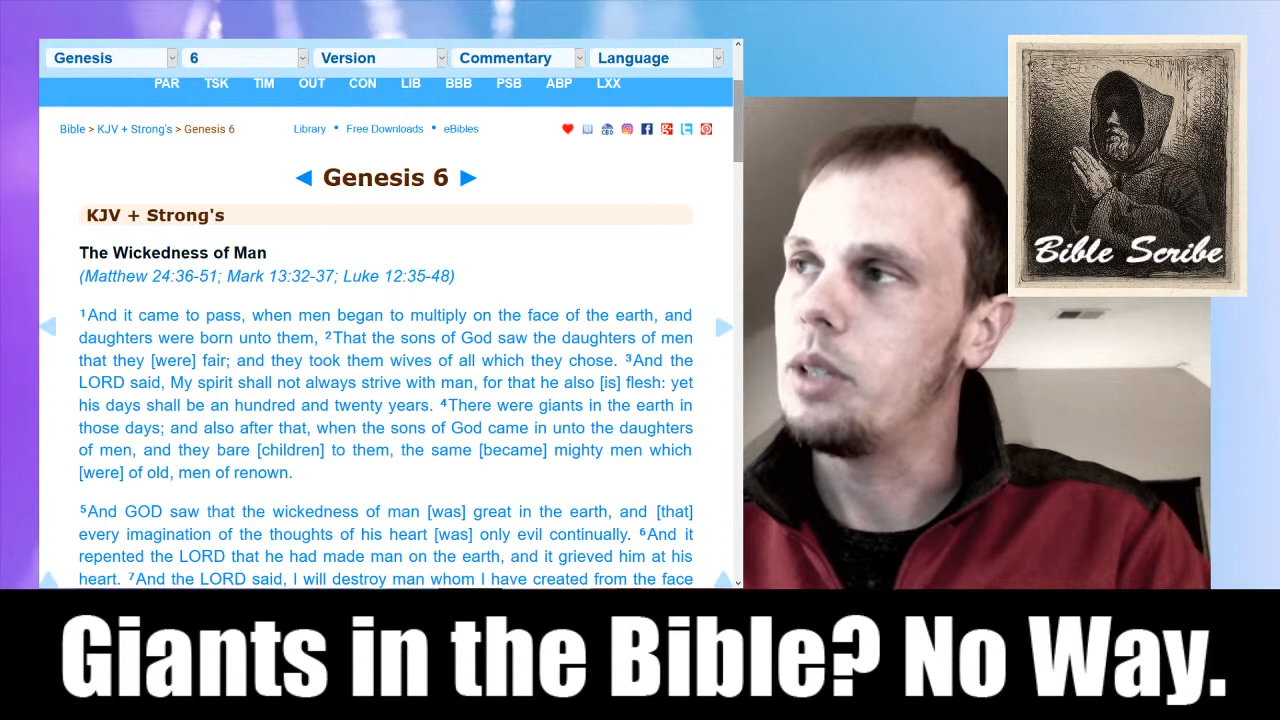 Genesis 6 Version Commentary Language
PAR TSK TIM OUT CON LIB BBB PSB ABP LXX
Bible > KJV + Strong's > Genesis 6 Library • Free Downloads • eBibles
◄ Genesis 6 ►
KJV + Strong's
The Wickedness of Man
(Matthew 24:36-51; Mark 13:32-37; Luke 12:35-48)
¹And it came to pass, when men began to multiply on the face of the earth, and
daughters were born unto them, ²That the sons of God saw the daughters of men
that they [were] fair; and they took them wives of all which they chose. ³And the
LORD said, My spirit shall not always strive with man, for that he also [is] flesh: yet
his days shall be an hundred and twenty years. ⁴There were giants in the earth in
those days; and also after that, when the sons of God came in unto the daughters
of men, and they bare [children] to them, the same [became] mighty men which
[were] of old, men of renown.
⁵And GOD saw that the wickedness of man [was] great in the earth, and [that]
every imagination of the thoughts of his heart [was] only evil continually. ⁶And it
repented the LORD that he had made man on the earth, and it grieved him at his
heart. ⁷And the LORD said, I will destroy man whom I have created from the face
Bible Scribe
Giants in the Bible? No Way.